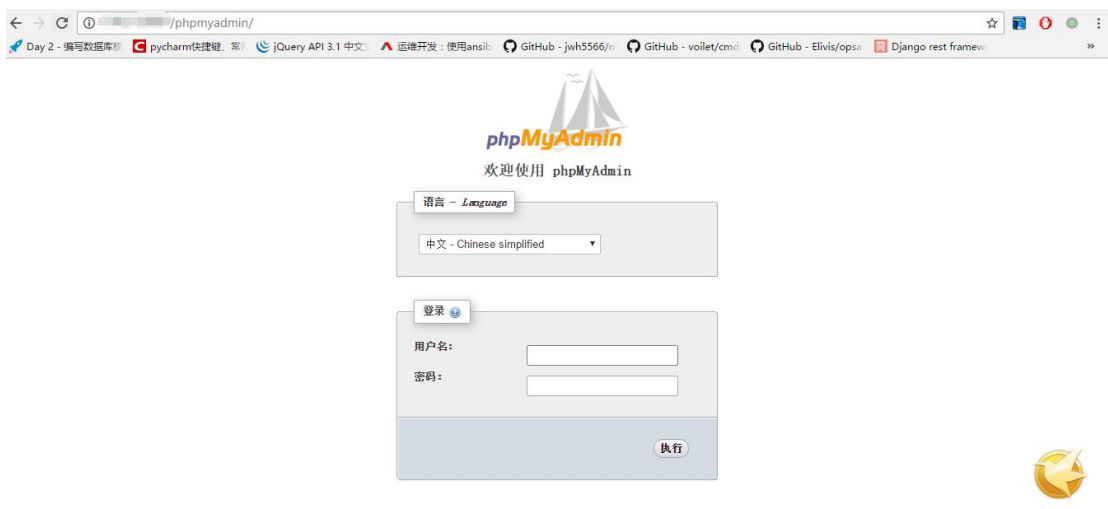 /phpmyadmin/
Day 2 - 编写数据库 pycharm快捷键、常 jQuery API 3.1 中文 运维开发：使用ansib GitHub - jwh5566/ GitHub - voilet/cmd GitHub - Elivis/opsa Django rest framew »
phpMyAdmin
欢迎使用 phpMyAdmin
语言 - Language
中文 - Chinese simplified
登录
用户名：
密码：
执行